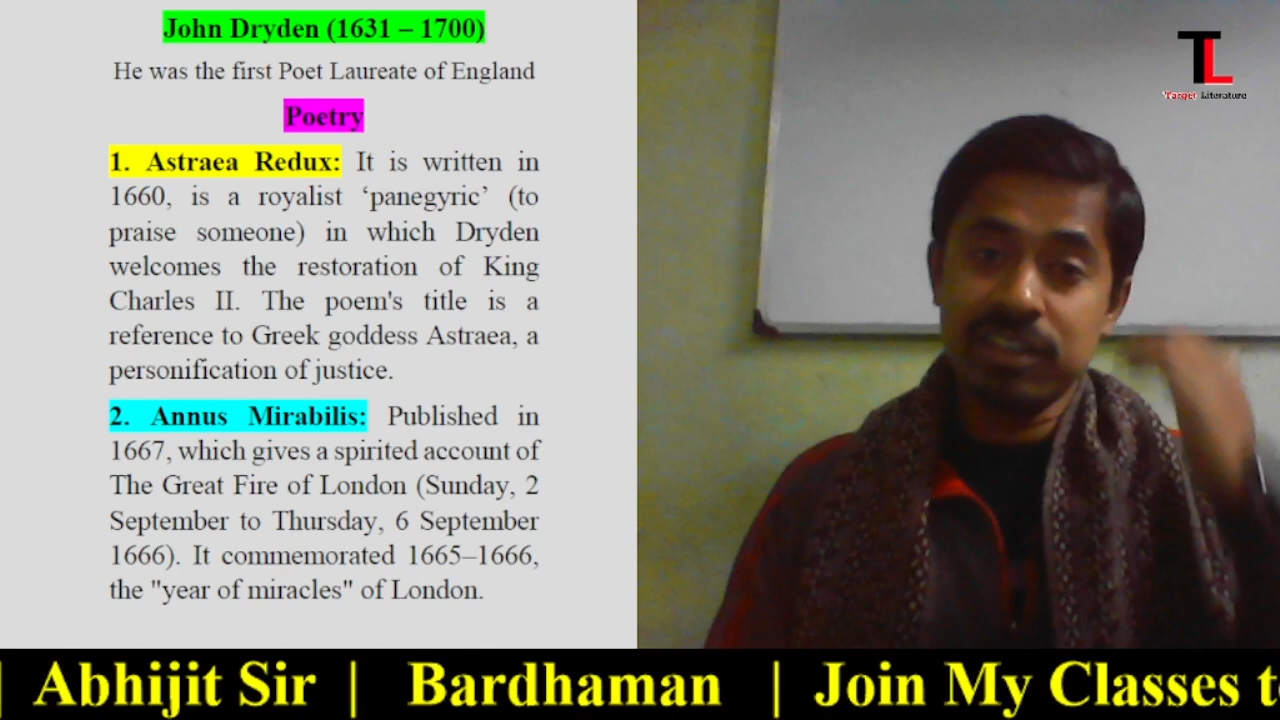 John Dryden (1631 – 1700)
He was the first Poet Laureate of England
Poetry
1. Astraea Redux: It is written in
1660, is a royalist ‘panegyric’ (to
praise someone) in which Dryden
welcomes the restoration of King
Charles II. The poem's title is a
reference to Greek goddess Astraea, a
personification of justice.
2. Annus Mirabilis: Published in
1667, which gives a spirited account of
The Great Fire of London (Sunday, 2
September to Thursday, 6 September
1666). It commemorated 1665–1666,
the "year of miracles" of London.
TL
Target Literature
| Abhijit Sir | Bardhaman | Join My Classes t